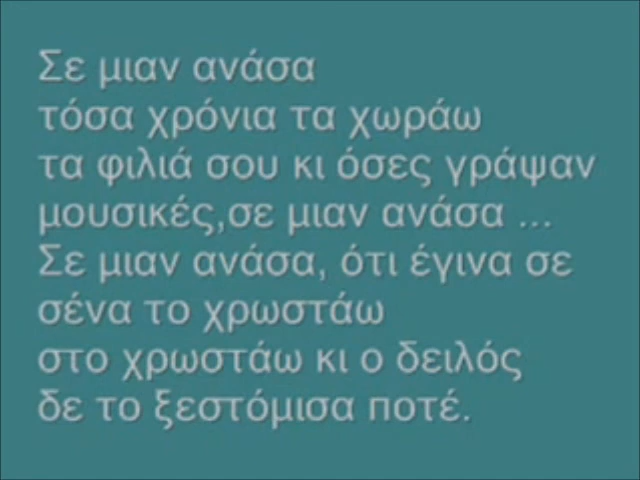 Σε μιαν ανάσα
τόσα χρόνια τα χωράω
τα φιλιά σου κι όσες γράψαν
μουσικές,σε μιαν ανάσα ...
Σε μιαν ανάσα, ότι έγινα σε
σένα το χρωστάω
στο χρωστάω κι ο δειλός
δε το ξεστόμισα ποτέ.